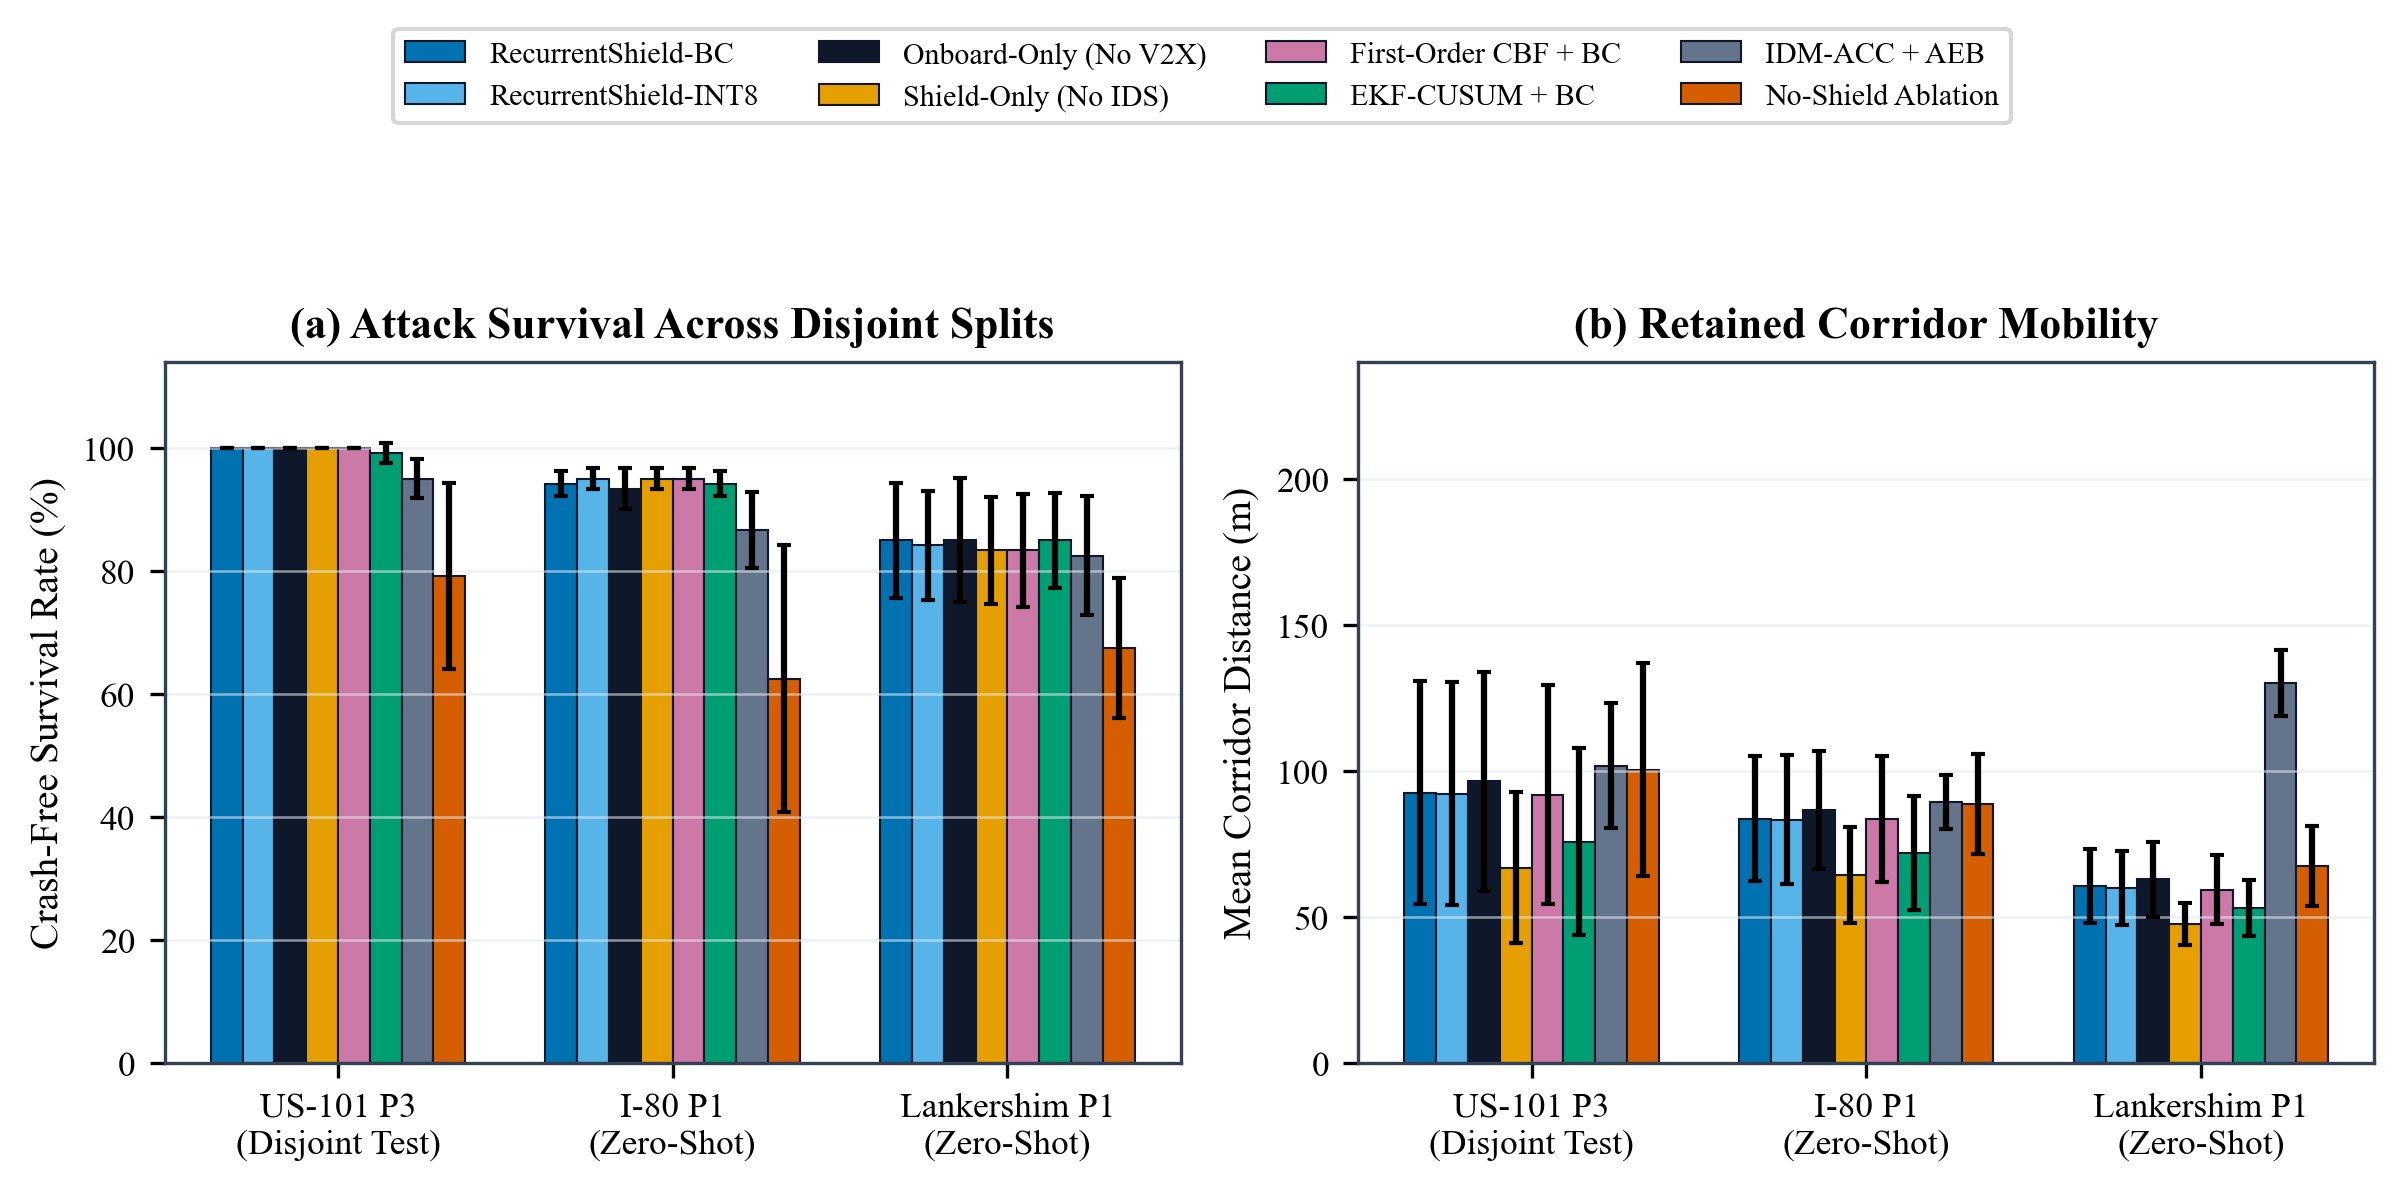 RecurrentShield-BC
RecurrentShield-INT8
Onboard-Only (No V2X)
Shield-Only (No IDS)
First-Order CBF + BC
EKF-CUSUM + BC
IDM-ACC + AEB
No-Shield Ablation
(a) Attack Survival Across Disjoint Splits
Crash-Free Survival Rate (%)
100
80
60
40
20
0
US-101 P3
(Disjoint Test)
I-80 P1
(Zero-Shot)
Lankershim P1
(Zero-Shot)
(b) Retained Corridor Mobility
Mean Corridor Distance (m)
200
150
100
50
0
US-101 P3
(Disjoint Test)
I-80 P1
(Zero-Shot)
Lankershim P1
(Zero-Shot)